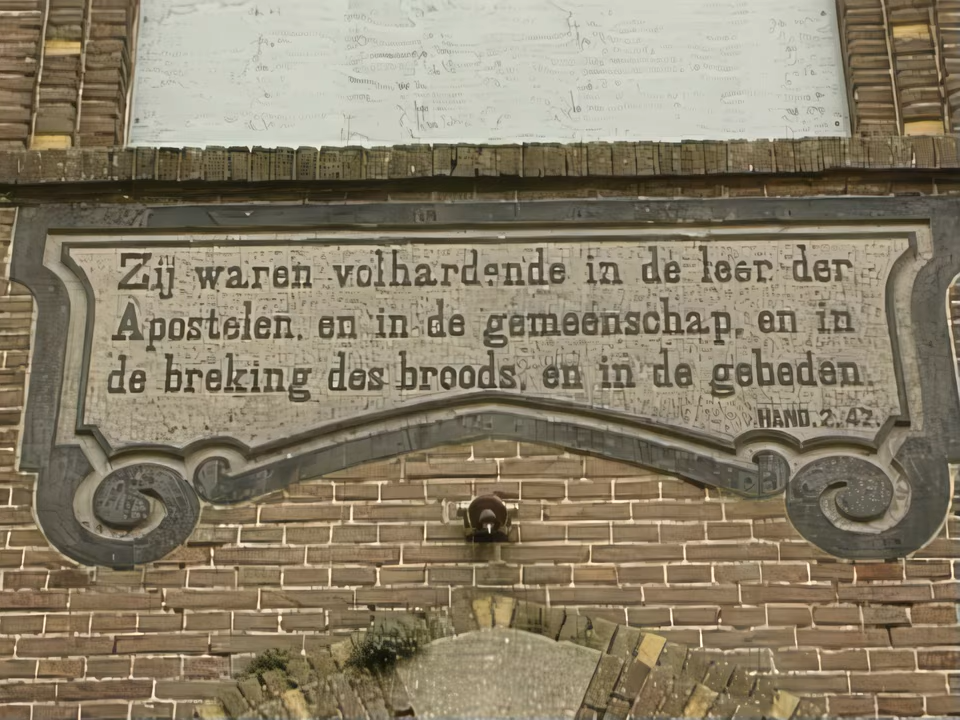 Zij waren volhardende in de leer der
Apostelen, en in de gemeenschap, en in
de breking des broods, en in de gebeden.
HAND. 2. 42.